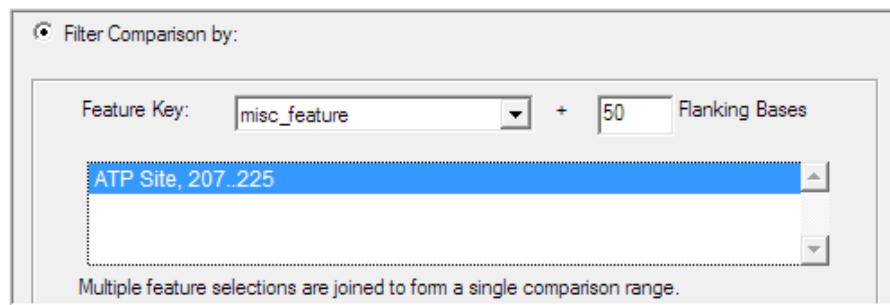 Filter Comparison by:
Feature Key: misc_feature + 50 Flanking Bases
ATP Site, 207..225
Multiple feature selections are joined to form a single comparison range.